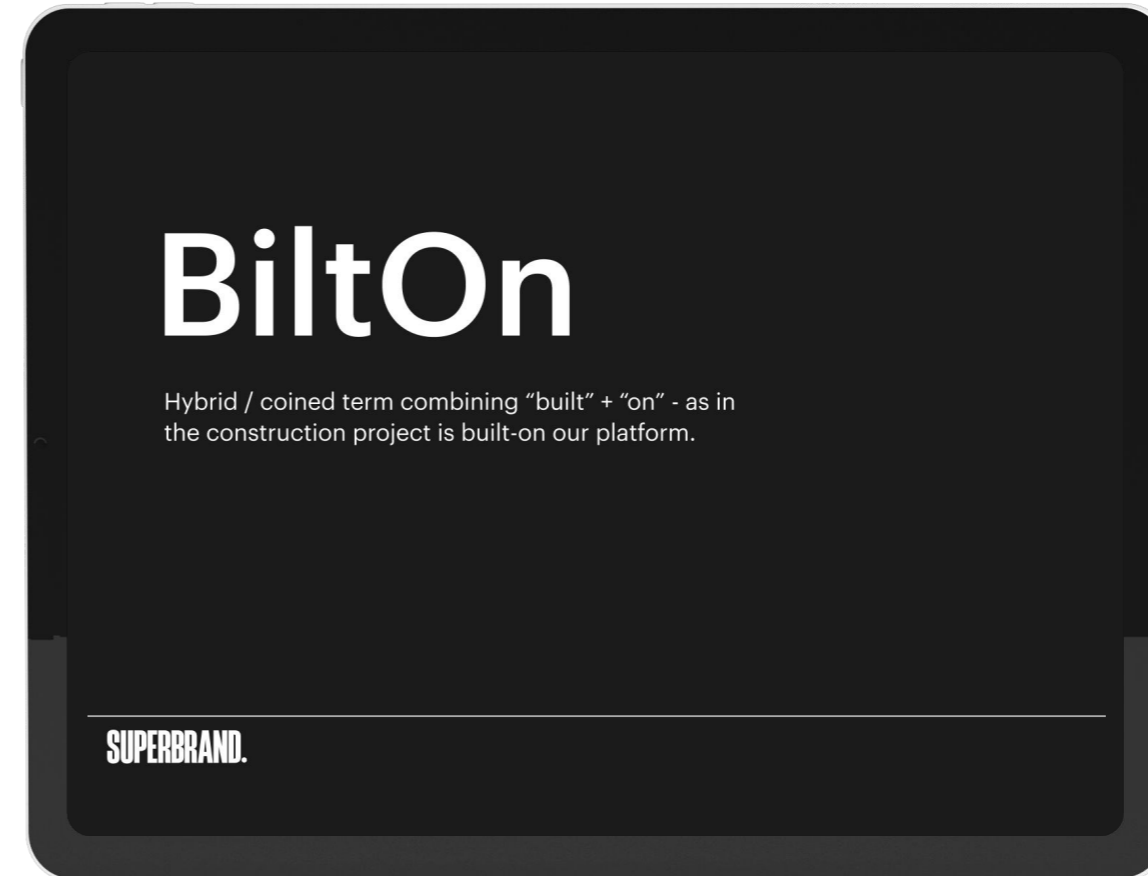 BiltOn
Hybrid / coined term combining “built” + “on” - as in
the construction project is built-on our platform.
SUPERBRAND.